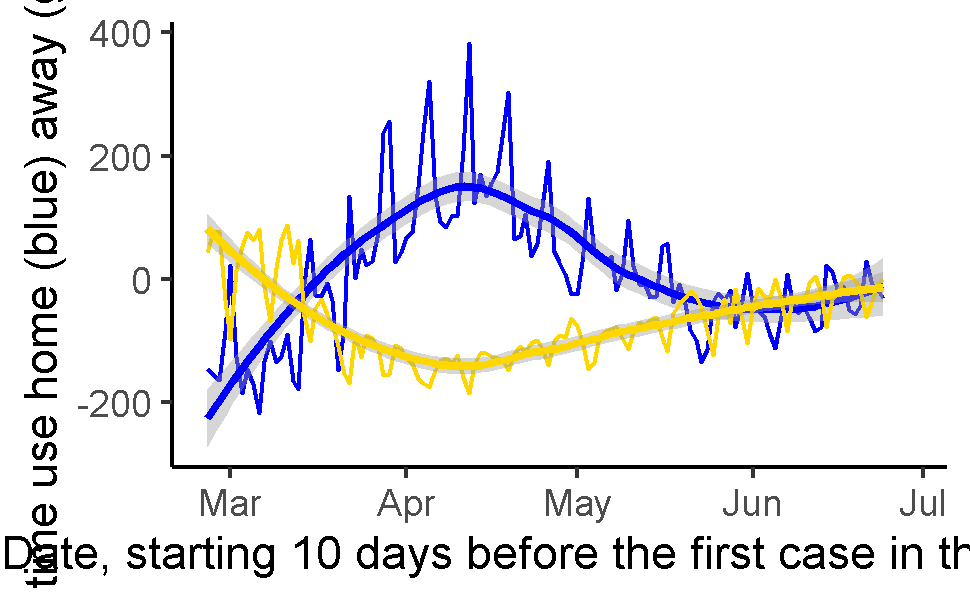 time use home (blue) away (
400
200
0
-200
Mar Apr May Jun Jul
Date, starting 10 days before the first case in th